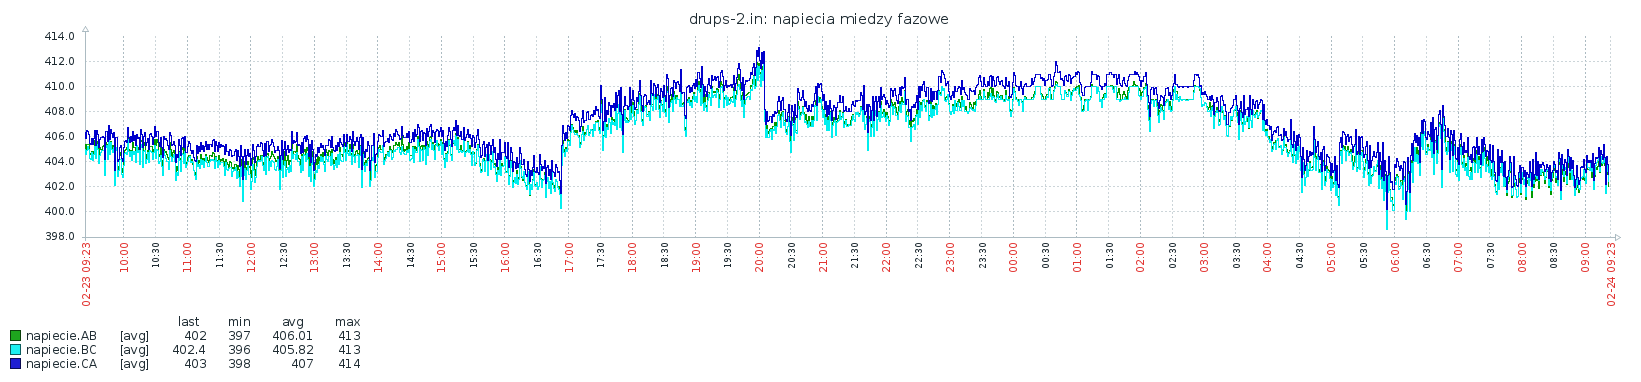 drups-2.in: napiecia miedzy fazowe
414.0
412.0
410.0
408.0
406.0
404.0
402.0
400.0
398.0
02-23 09:23 10:00 10:30 11:00 11:30 12:00 12:30 13:00 13:30 14:00 14:30 15:00 15:30 16:00 16:30 17:00 17:30 18:00 18:30 19:00 19:30 20:00 20:30 21:00 21:30 22:00 22:30 23:00 23:30 00:00 00:30 01:00 01:30 02:00 02:30 03:00 03:30 04:00 04:30 05:00 05:30 06:00 06:30 07:00 07:30 08:00 08:30 09:00 02-24 09:23
last min avg max
napiecie.AB [avg] 402 397 406.01 413
napiecie.BC [avg] 402.4 396 405.82 413
napiecie.CA [avg] 403 398 407 414